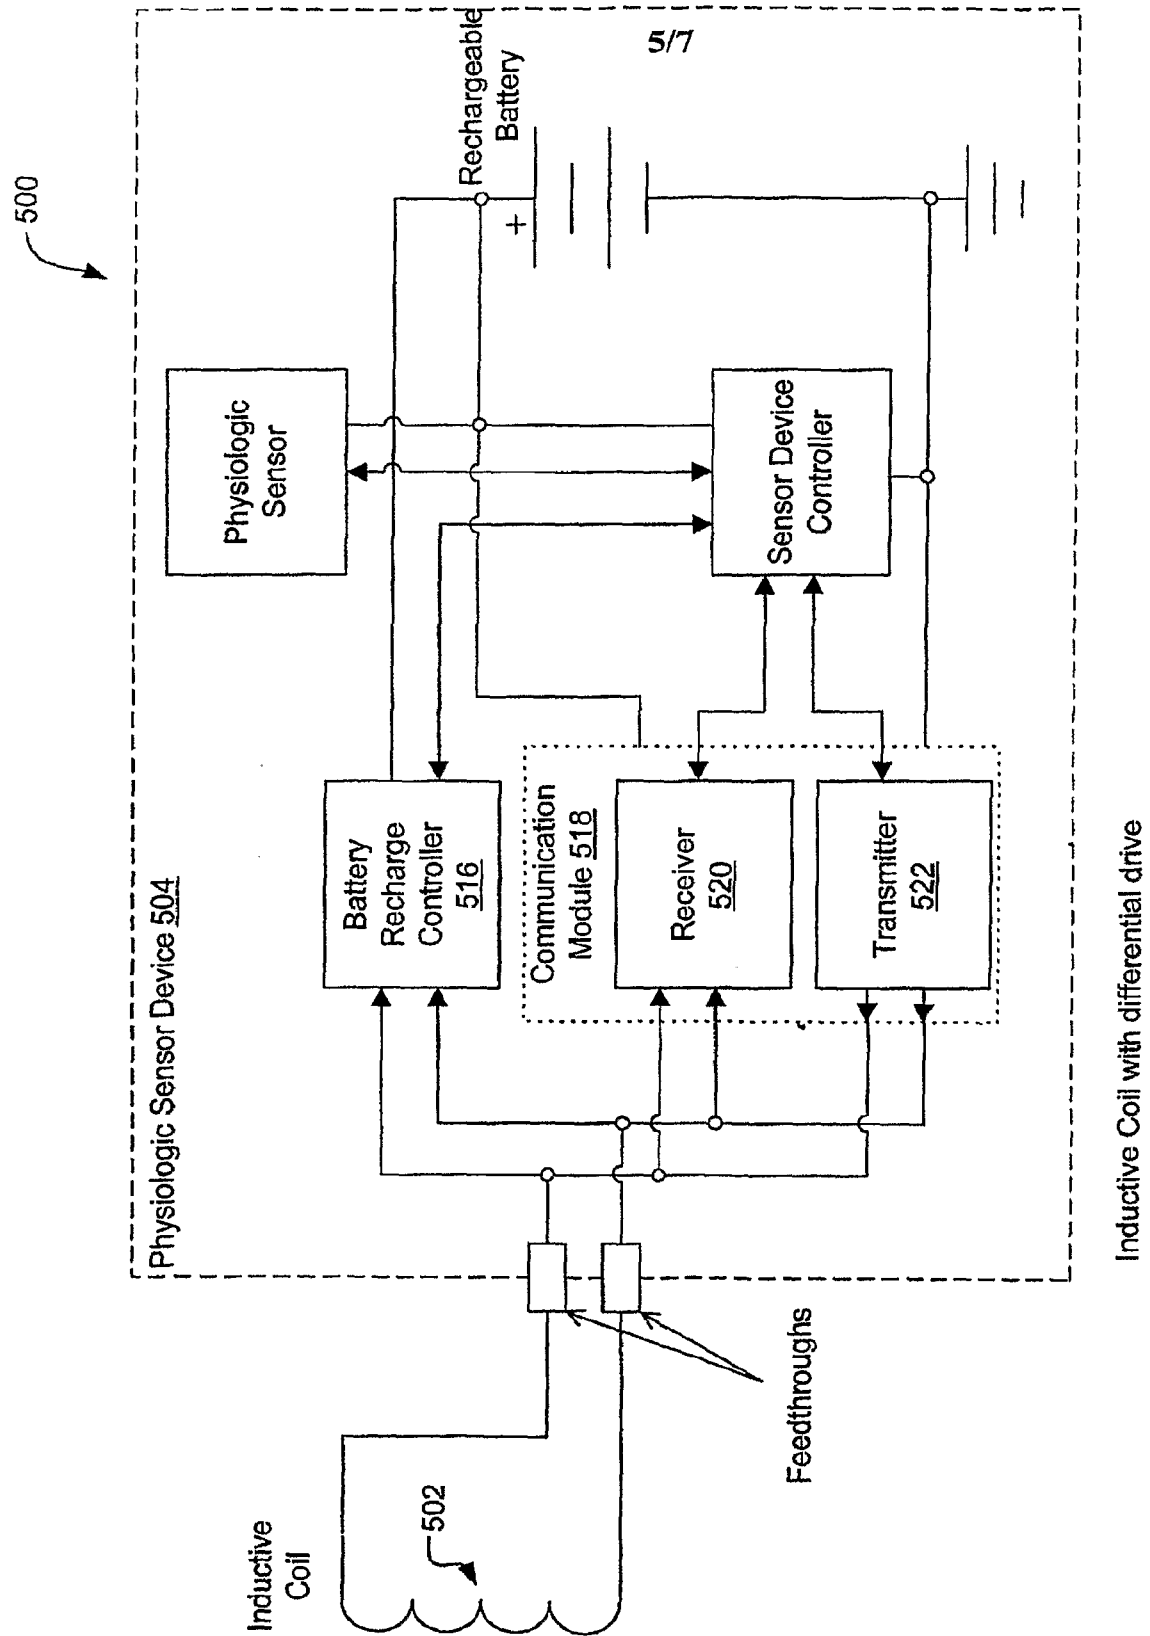 5/7
500
Physiologic Sensor Device 504
Rechargeable
Battery
Physiologic
Sensor
Battery
Recharge
Controller
516
Communication
Module 518
Receiver
520
Transmitter
522
Sensor Device
Controller
Inductive
Coil
502
Feedthroughs
Inductive Coil with differential drive